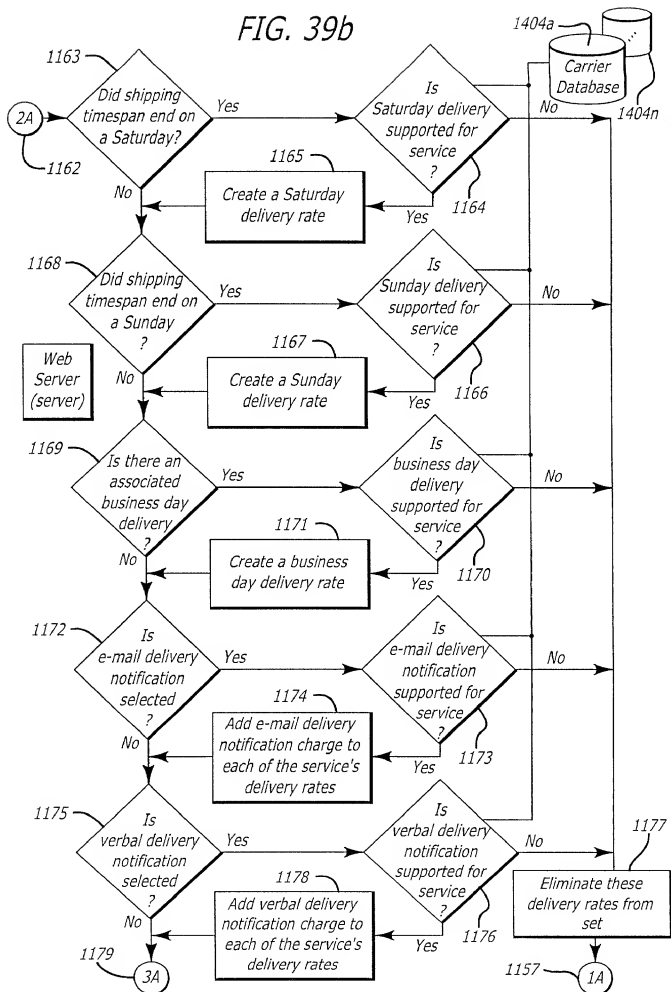 FIG. 39b
1404a
1163
Carrier
Database
...
1404n
2A
1162
Did shipping
timespan end on
a Saturday?
Yes
No
Is
Saturday delivery
supported for
service
?
No
1164
Yes
1165
Create a Saturday
delivery rate
1168
Did shipping
timespan end on
a Sunday
?
Yes
No
Is
Sunday delivery
supported for
service
?
No
1166
Yes
1167
Create a Sunday
delivery rate
Web
Server
(server)
1169
Is there an
associated
business day
delivery
?
Yes
No
Is
business day
delivery
supported for
service
?
No
1170
Yes
1171
Create a business
day delivery rate
1172
Is
e-mail delivery
notification
selected
?
Yes
No
Is
e-mail delivery
notification
supported for
service
?
No
1173
Yes
1174
Add e-mail delivery
notification charge to
each of the service's
delivery rates
1175
Is
verbal delivery
notification
selected
?
Yes
No
Is
verbal delivery
notification
supported for
service
?
No
1176
Yes
1178
Add verbal delivery
notification charge to
each of the service's
delivery rates
1177
Eliminate these
delivery rates from
set
1179
3A
1157
1A